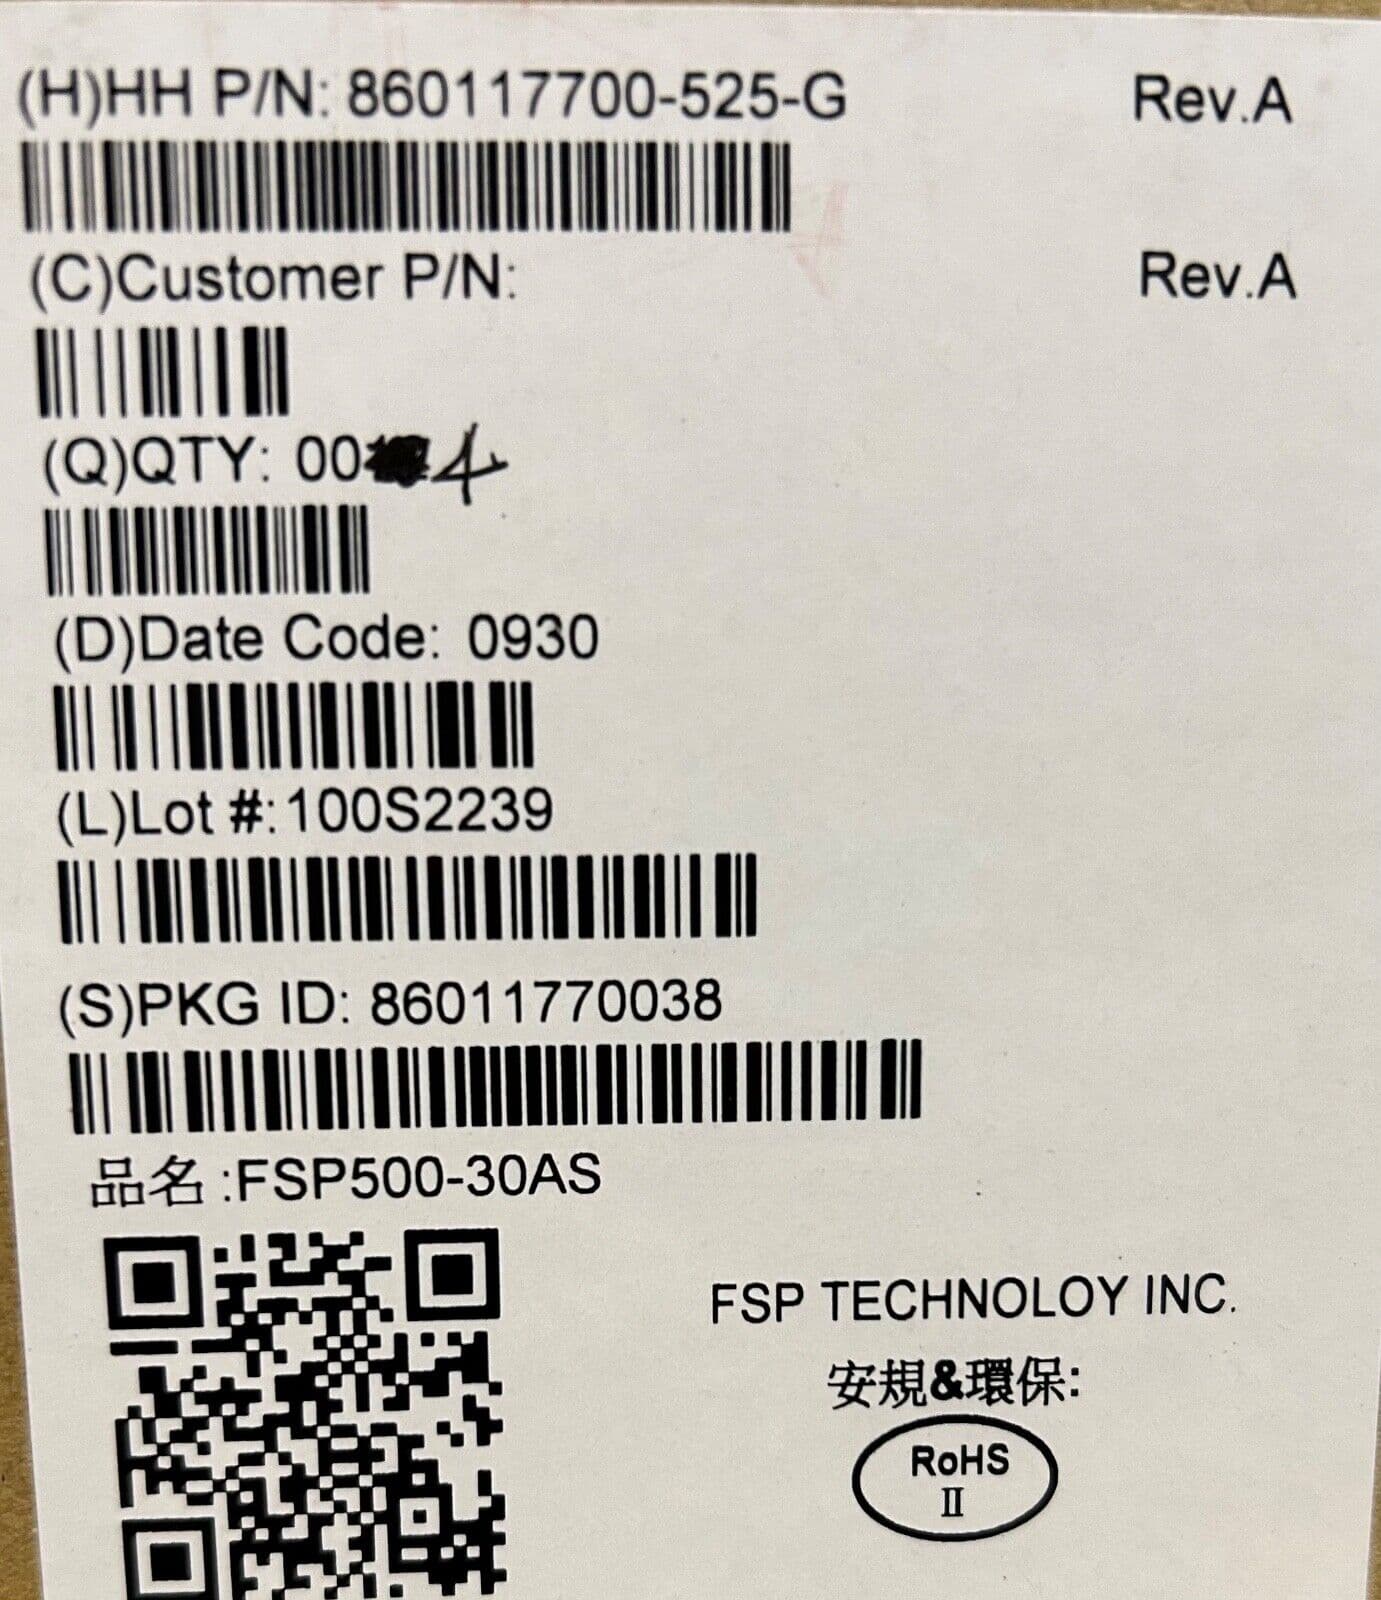 (H)HH P/N: 860117700-525-G Rev.A
(C)Customer P/N: Rev.A
(Q)QTY: 00 4
(D)Date Code: 0930
(L)Lot #:100S2239
(S)PKG ID: 86011770038
品名 :FSP500-30AS
FSP TECHNOLOY INC.
安規&環保:
RoHS
II